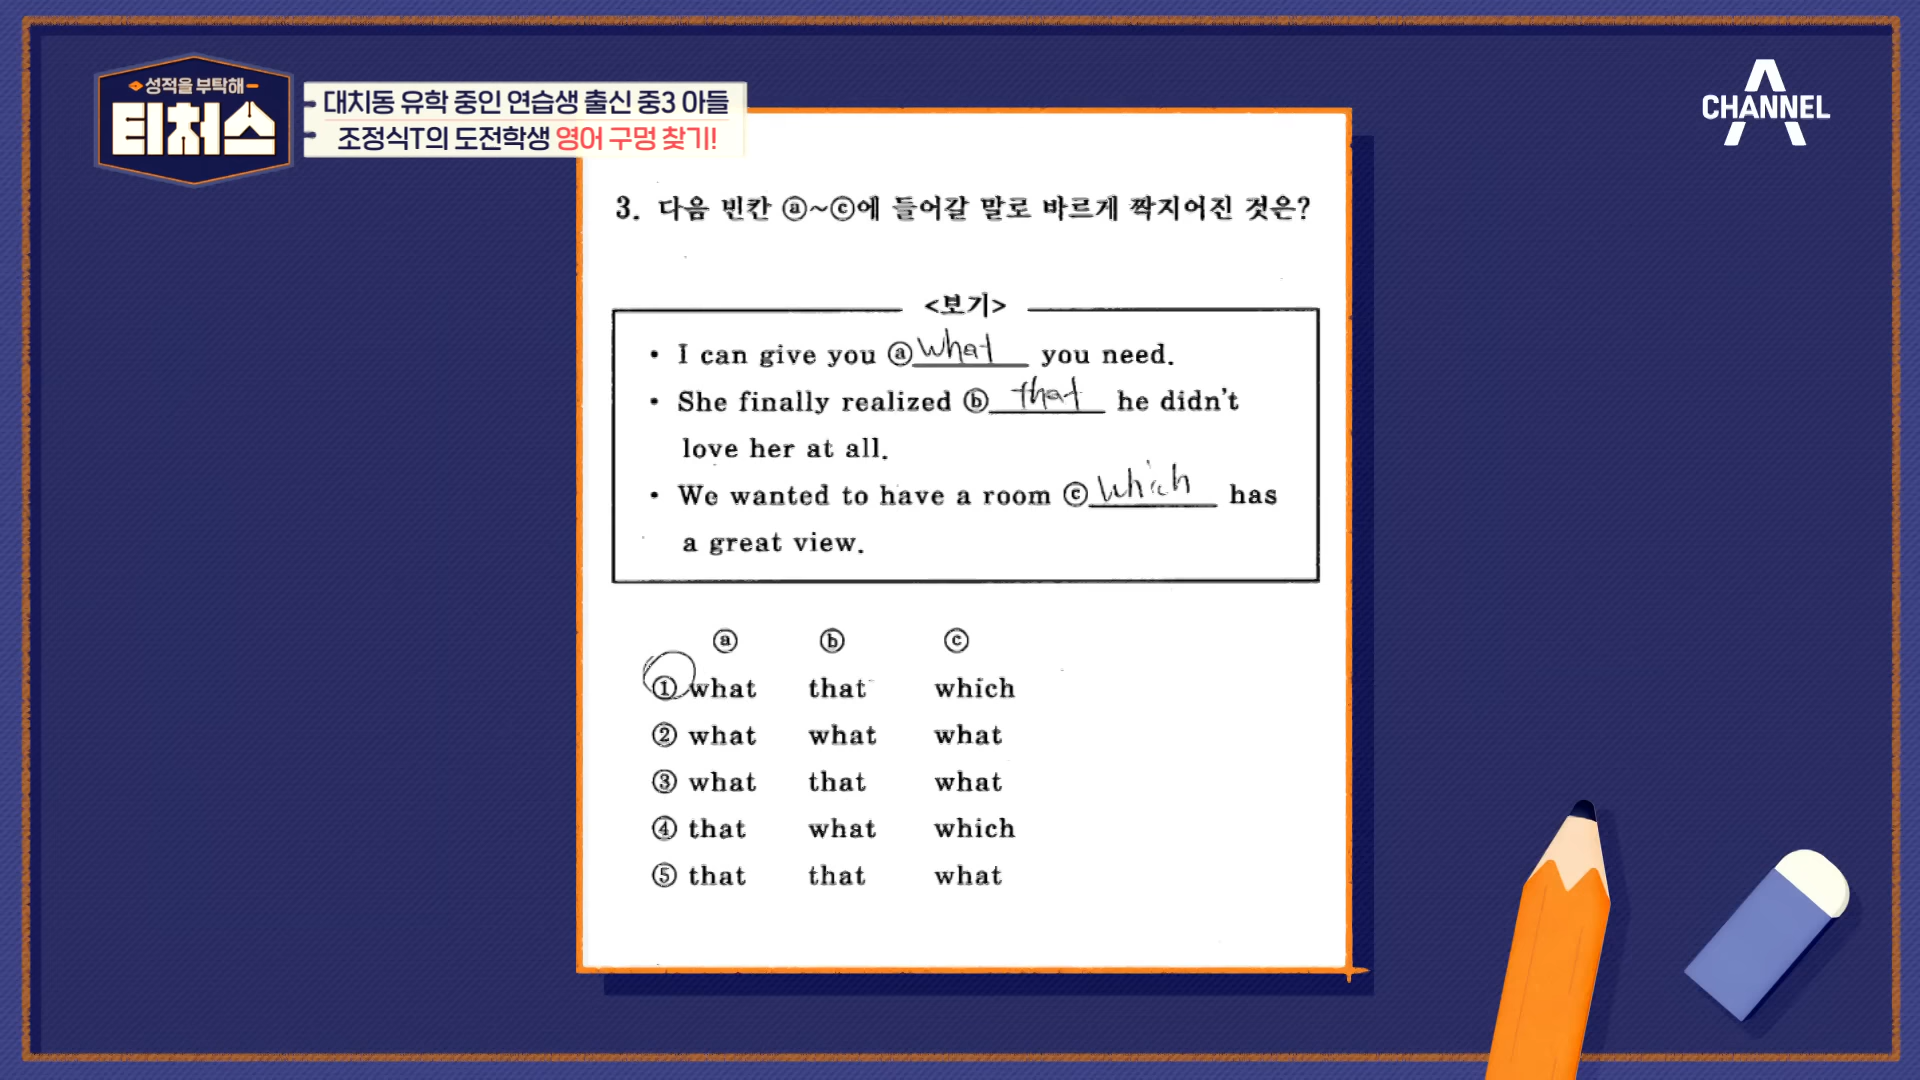 성적을 부탁해
티처스
대치동 유학 중인 연습생 출신 중3 아들
조정식T의 도전학생 영어 구멍 찾기!
CHANNEL
3. 다음 빈칸 ⓐ~ⓒ에 들어갈 말로 바르게 짝지어진 것은?
<보기>
• I can give you ⓐ what you need.
• She finally realized ⓑ that he didn't
love her at all.
• We wanted to have a room ⓒ which has
a great view.
ⓐ ⓑ ⓒ
① what that which
② what what what
③ what that what
④ that what which
⑤ that that what